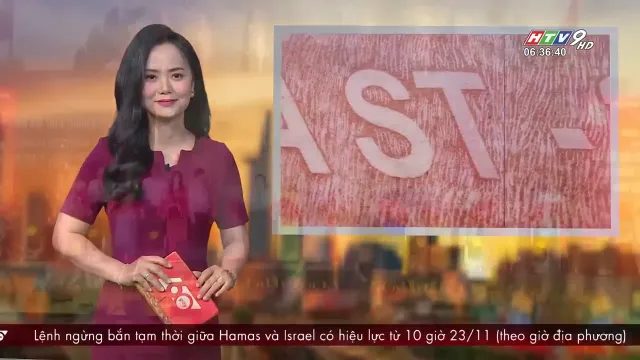 HTV9 HD
06:36:40
AST -
Lệnh ngừng bắn tạm thời giữa Hamas và Israel có hiệu lực từ 10 giờ 23/11 (theo giờ địa phương)